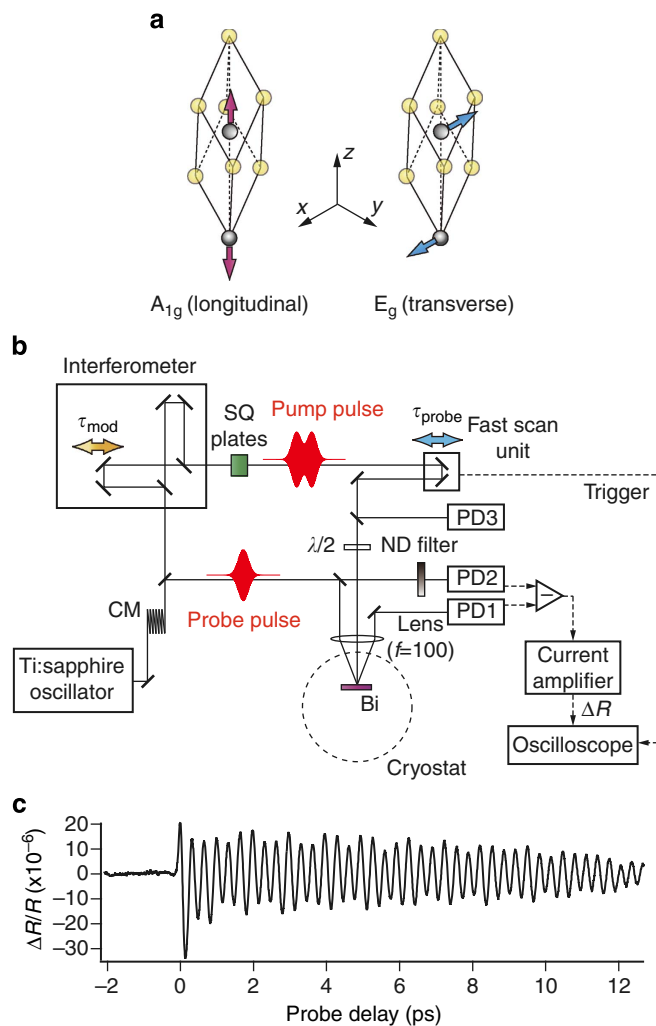 a
z
x
y
A1g (longitudinal)
Eg (transverse)
b
Interferometer
τmod
SQ
plates
Pump pulse
τprobe
Fast scan
unit
Trigger
PD3
λ/2
ND filter
PD2
PD1
−
CM
Probe pulse
Lens
(f=100)
Ti:sapphire
oscillator
Bi
Current
amplifier
ΔR
Cryostat
Oscilloscope
c
ΔR/R (x10⁻⁶)
20
10
0
−10
−20
−30
−2 0 2 4 6 8 10 12
Probe delay (ps)